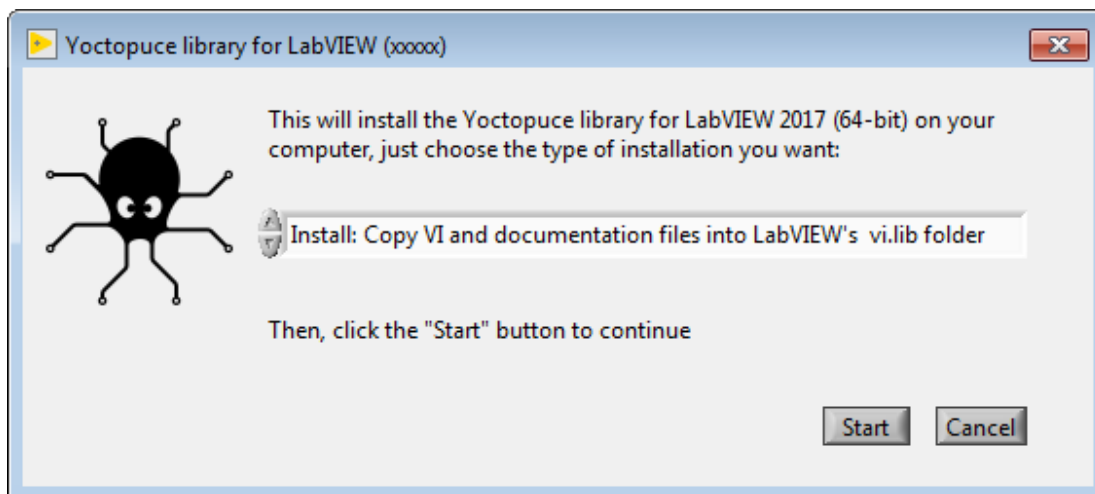 Yoctopuce library for LabVIEW (xxxxx)
This will install the Yoctopuce library for LabVIEW 2017 (64-bit) on your
computer, just choose the type of installation you want:
Install: Copy VI and documentation files into LabVIEW's  vi.lib folder
Then, click the "Start" button to continue
Start
Cancel